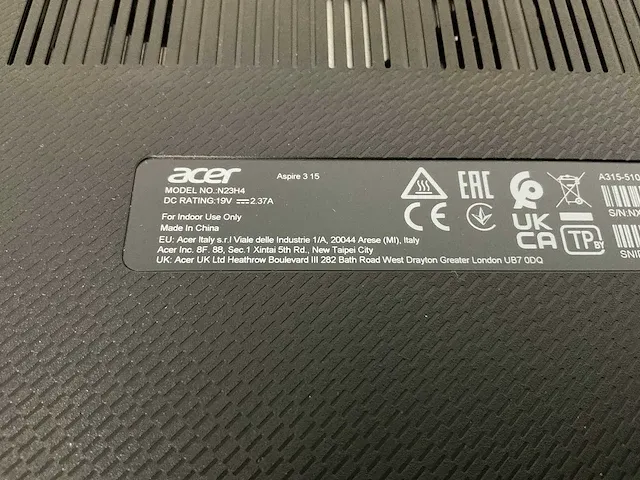 acer
Aspire 3 15
MODEL NO.:N23H4
DC RATING:19V ⎓ 2.37A
For Indoor Use Only
Made In China
EU: Acer Italy s.r.l Viale delle Industrie 1/A, 20044 Arese (MI), Italy
Acer Inc. 8F. 88, Sec.1 Xintai 5th Rd., New Taipei City
UK: Acer UK Ltd Heathrow Boulevard III 282 Bath Road West Drayton Greater London UB7 0DQ
EAC
CE
UK
CA
TP BY
A315-510
S/N:
SNI